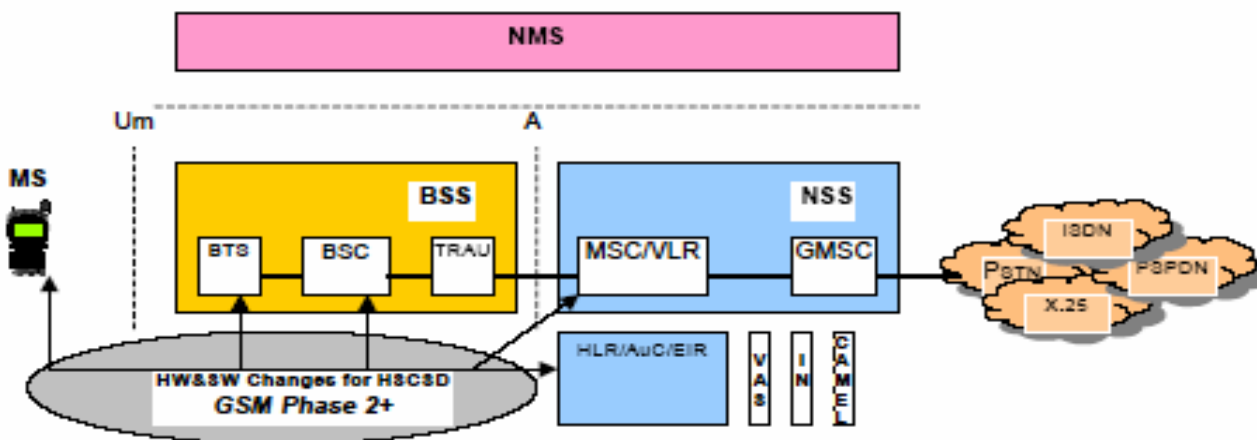 NMS
Um
A
MS
BSS
NSS
BTS
BSC
TRAU
MSC/VLR
GMSC
ISDN
PSTN
PSPDN
X.25
HLR/AuC/EIR
VAS
IN
CAMEL
HW&SW Changes for HSCSD
GSM Phase 2+